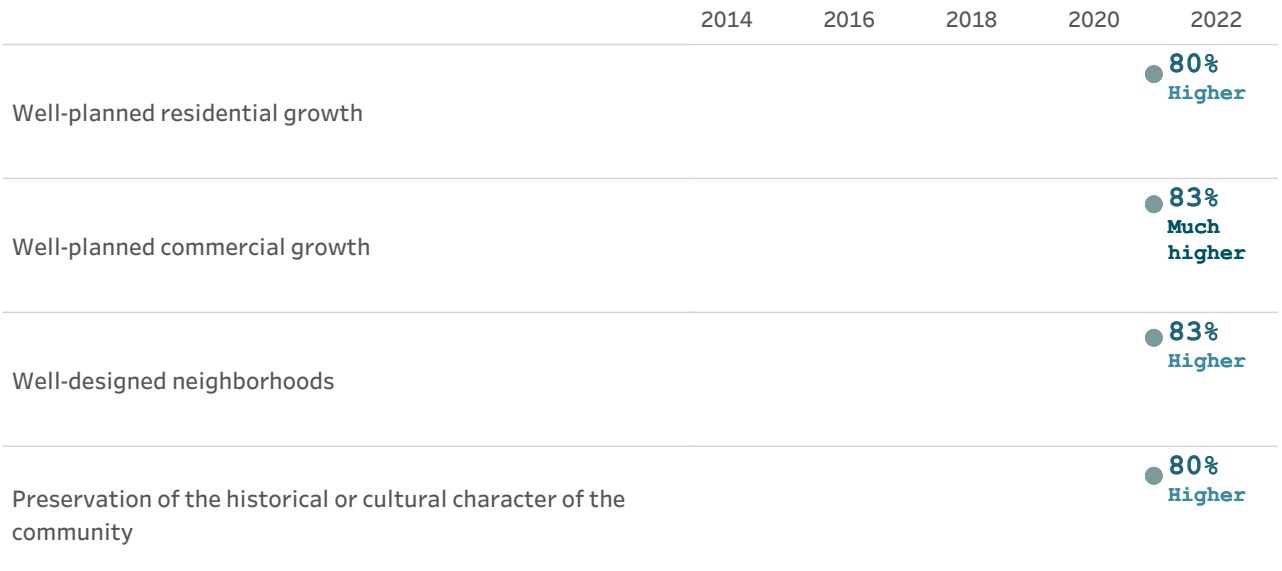 2014 2016 2018 2020 2022
80%
Higher
Well-planned residential growth
83%
Much
higher
Well-planned commercial growth
83%
Higher
Well-designed neighborhoods
80%
Higher
Preservation of the historical or cultural character of the
community